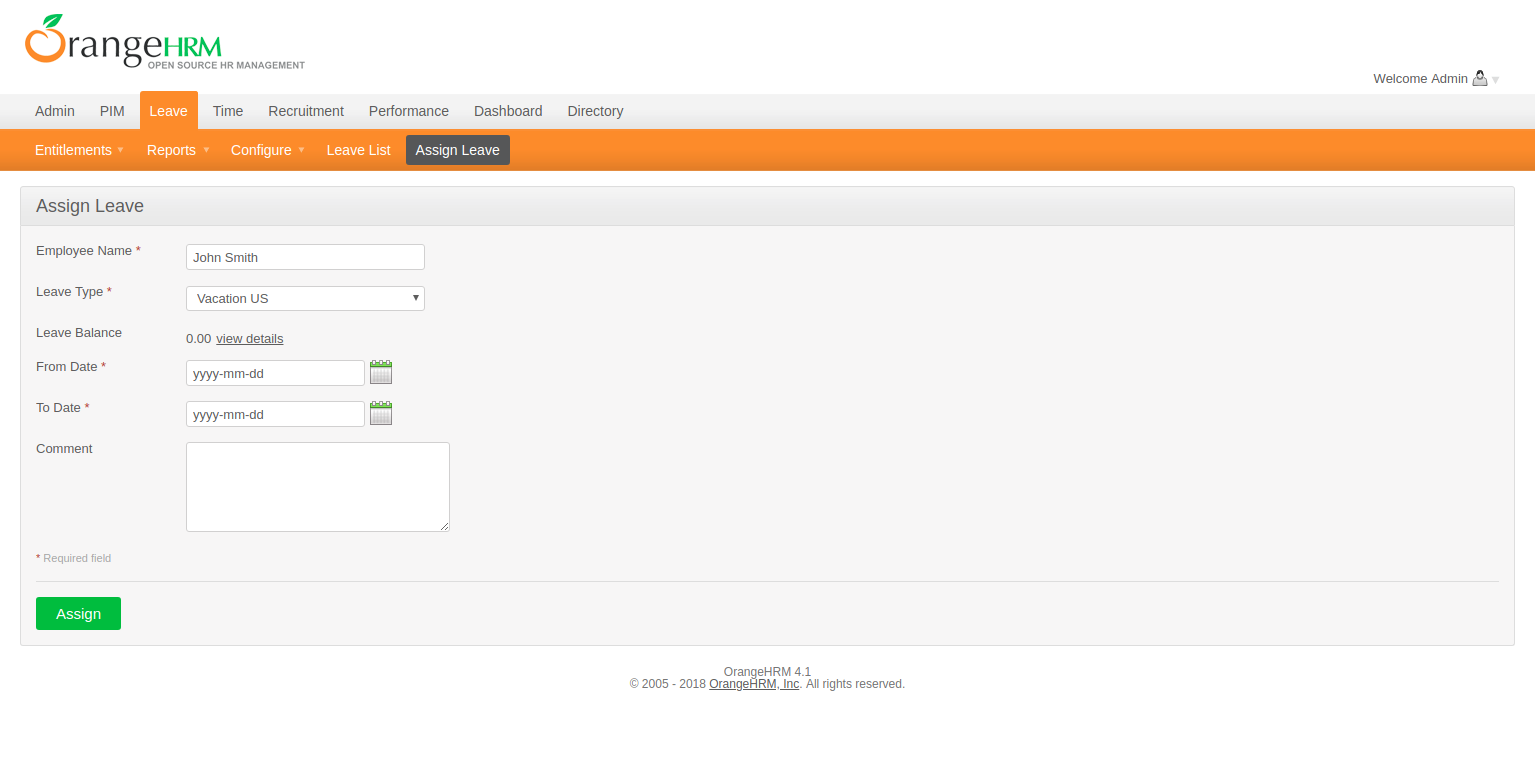 OrangeHRM
OPEN SOURCE HR MANAGEMENT
Welcome Admin
Admin PIM Leave Time Recruitment Performance Dashboard Directory
Entitlements Reports Configure Leave List Assign Leave
Assign Leave
Employee Name * John Smith
Leave Type * Vacation US
Leave Balance 0.00 view details
From Date * yyyy-mm-dd
To Date * yyyy-mm-dd
Comment
* Required field
Assign
OrangeHRM 4.1
© 2005 - 2018 OrangeHRM, Inc. All rights reserved.